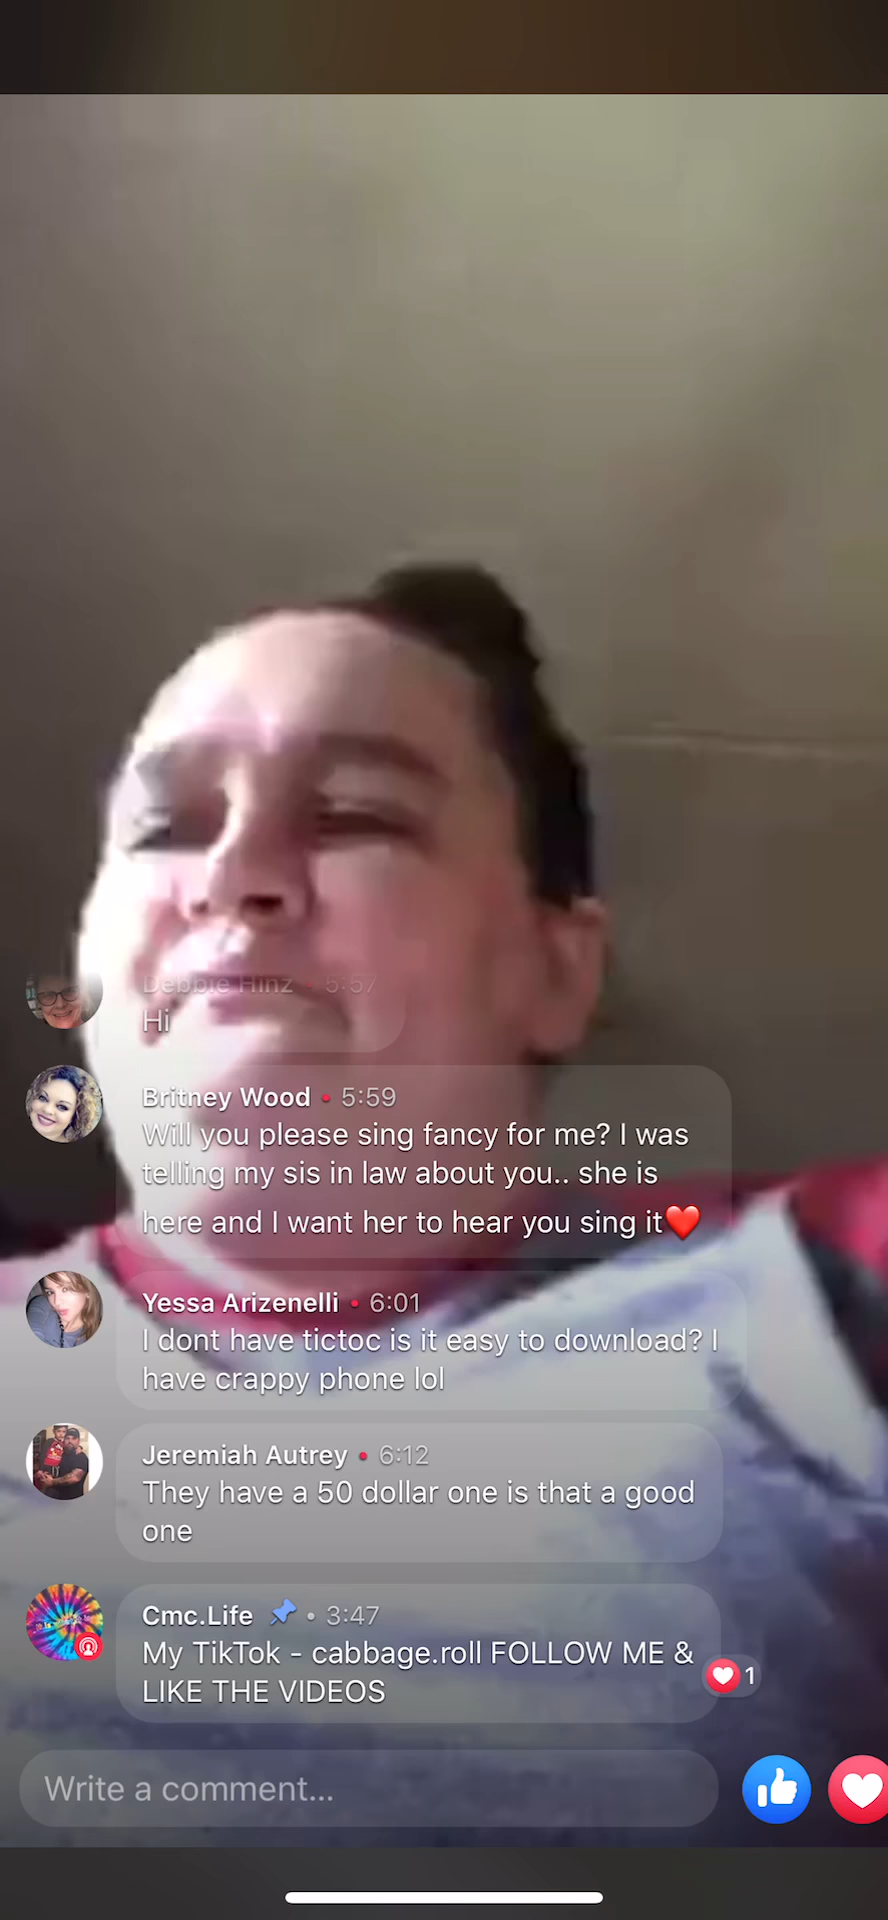 Debbie Hinz • 5:57
Hi
Britney Wood • 5:59
Will you please sing fancy for me? I was
telling my sis in law about you.. she is
here and I want her to hear you sing it❤️
Yessa Arizenelli • 6:01
I dont have tictoc is it easy to download? I
have crappy phone lol
Jeremiah Autrey • 6:12
They have a 50 dollar one is that a good
one
Cmc.Life 📌 • 3:47
My TikTok - cabbage.roll FOLLOW ME &
LIKE THE VIDEOS
1
Write a comment...